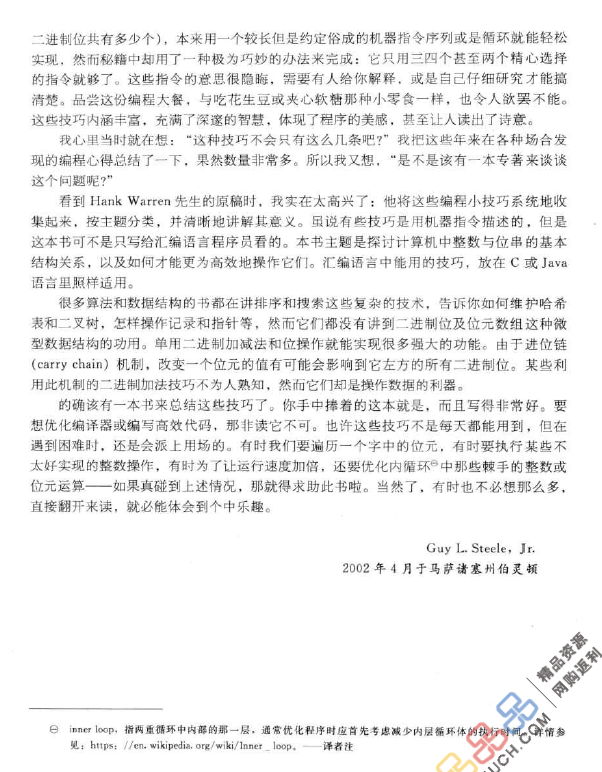 二进制位共有多少个），本来用一个较长但是约定俗成的机器指令序列或是循环就能轻松
实现，然而秘籍中却用了一种极为巧妙的办法来完成：它只用三四个甚至两个精心选择
的指令就够了。这些指令的意思很隐晦，需要有人给你解释，或是自己仔细研究才能搞
清楚。品尝这份编程大餐，与吃花生豆或夹心软糖那种小零食一样，也令人欲罢不能。
这些技巧内涵丰富，充满了深邃的智慧，体现了程序的美感，甚至让人读出了诗意。
我心里当时就在想：“这种技巧不会只有这么几条吧?”我把这些年来在各种场合发
现的编程心得总结了一下，果然数量非常多。所以我又想，“是不是该有一本专著来谈谈
这个问题呢?”
看到 Hank Warren 先生的原稿时，我实在太高兴了：他将这些编程小技巧系统地收
集起来，按主题分类，并清晰地讲解其意义。虽说有些技巧是用机器指令描述的，但是
这本书可不是只写给汇编语言程序员看的。本书主题是探讨计算机中整数与位串的基本
结构关系，以及如何才能更为高效地操作它们。汇编语言中能用的技巧，放在 C 或 Java
语言里照样适用。
很多算法和数据结构的书都在讲排序和搜索这些复杂的技术，告诉你如何维护哈希
表和二叉树，怎样操作记录和指针等，然而它们都没有讲到二进制位及位元数组这种微
型数据结构的功用。单用二进制加减法和位操作就能实现很多强大的功能。由于进位链
(carry chain) 机制，改变一个位元的值有可能会影响到它左方的所有二进制位。某些利
用此机制的二进制加法技巧不为人熟知，然而它们却是操作数据的利器。
的确该有一本书来总结这些技巧了。你手中捧着的这本就是，而且写得非常好。要
想优化编译器或编写高效代码，那非读它不可。也许这些技巧不是每天都能用到，但在
遇到困难时，还是会派上用场的。有时我们要遍历一个字中的位元，有时要执行某些不
太好实现的整数操作，有时为了让运行速度加倍，还要优化内循环㊀中那些棘手的整数或
位元运算——如果真碰到上述情况，那就得求助此书啦。当然了，有时也不必想那么多，
直接翻开来读，就必能体会到个中乐趣。
Guy L. Steele, Jr.
2002 年 4 月于马萨诸塞州伯灵顿
㊀ inner loop，指两重循环中内部的那一层，通常优化程序时应首先考虑减少内层循环体的执行时间。详情参
见：https: //en. wikipedia. org/wiki/Inner _ loop。——译者注
精品资源
网购返利
UCH.COM